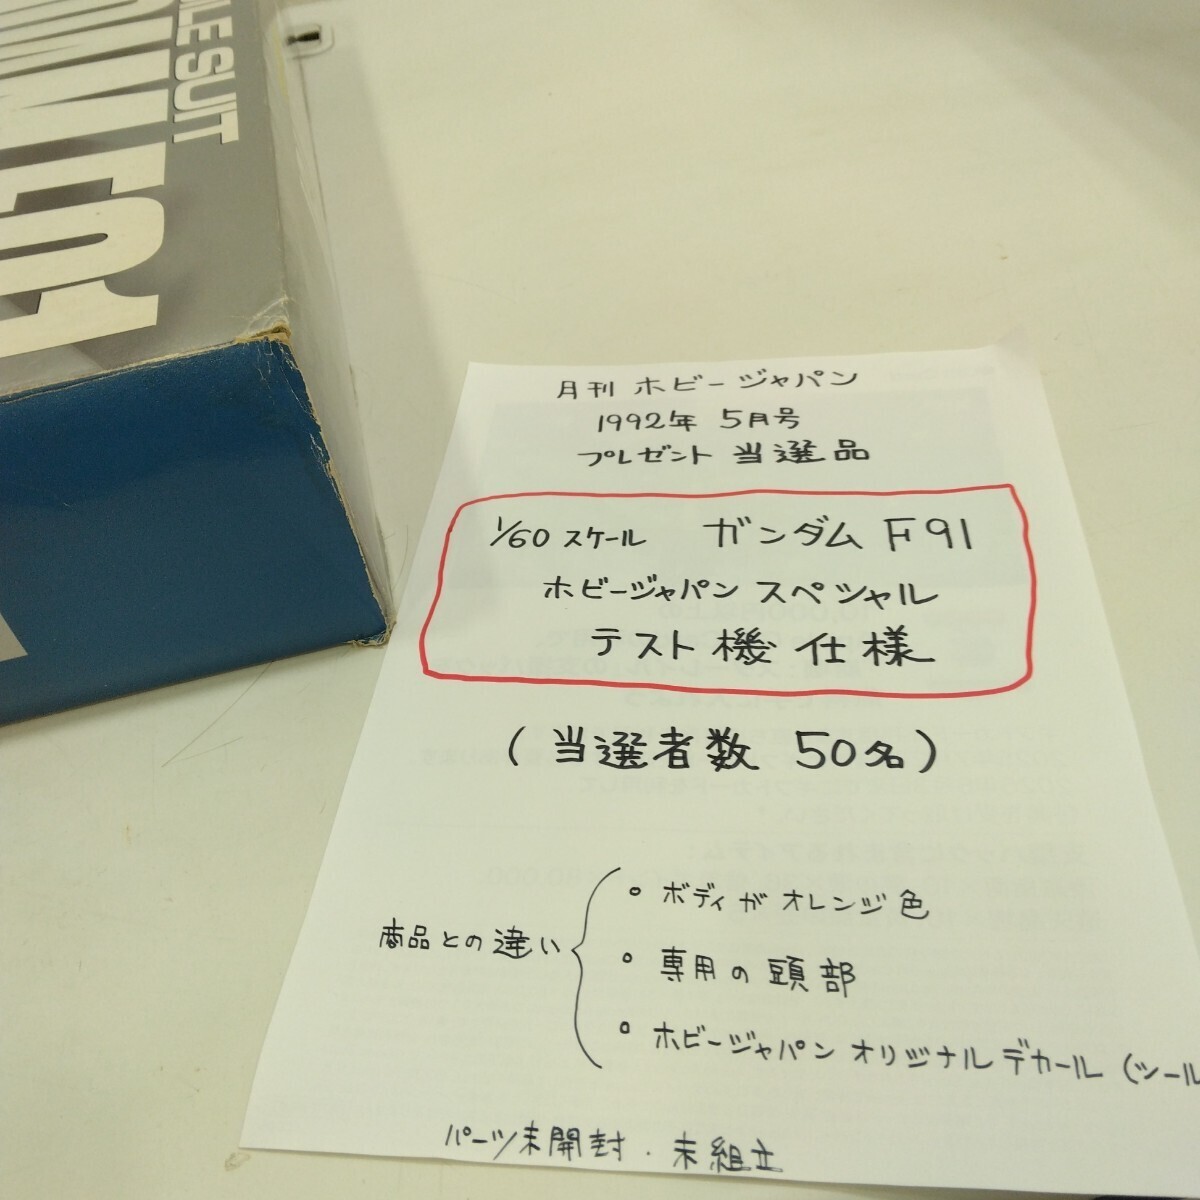 SUIT
F91
月刊 ホビージャパン
1992年 5月号
プレゼント 当選品
1/60 スケール ガンダム F91
ホビージャパン スペシャル
テスト機 仕様
(当選者数 50名)
商品との違い
• ボディが オレンジ色
• 専用の頭部
• ホビージャパン オリジナルデカール (ツール
パーツ未開封・未組立